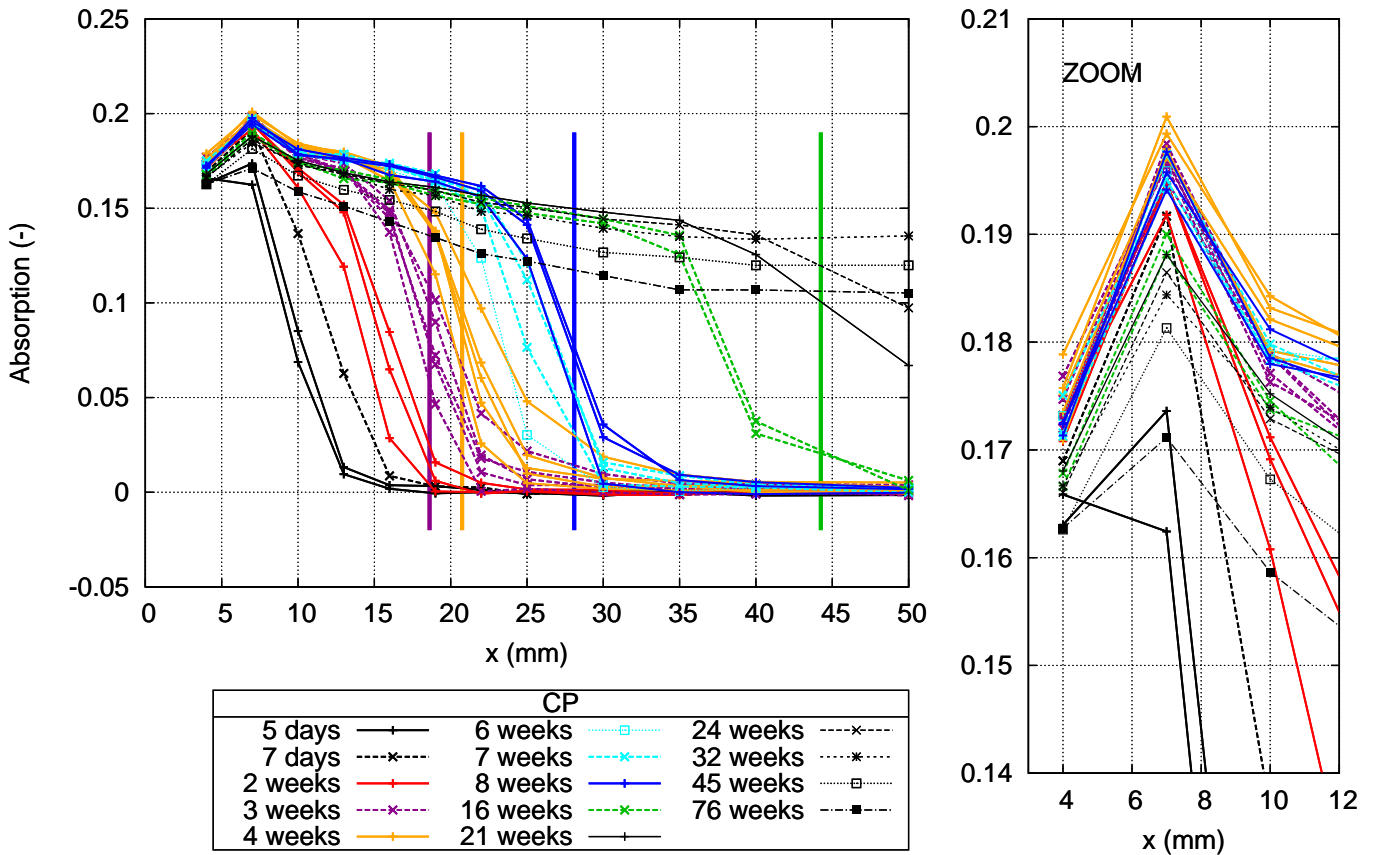 0.25
0.2
0.15
0.1
0.05
0
-0.05
Absorption (-)
0 5 10 15 20 25 30 35 40 45 50
x (mm)
ZOOM
0.21
0.2
0.19
0.18
0.17
0.16
0.15
0.14
4 6 8 10 12
x (mm)
CP
5 days 6 weeks 24 weeks
7 days 7 weeks 32 weeks
2 weeks 8 weeks 45 weeks
3 weeks 16 weeks 76 weeks
4 weeks 21 weeks